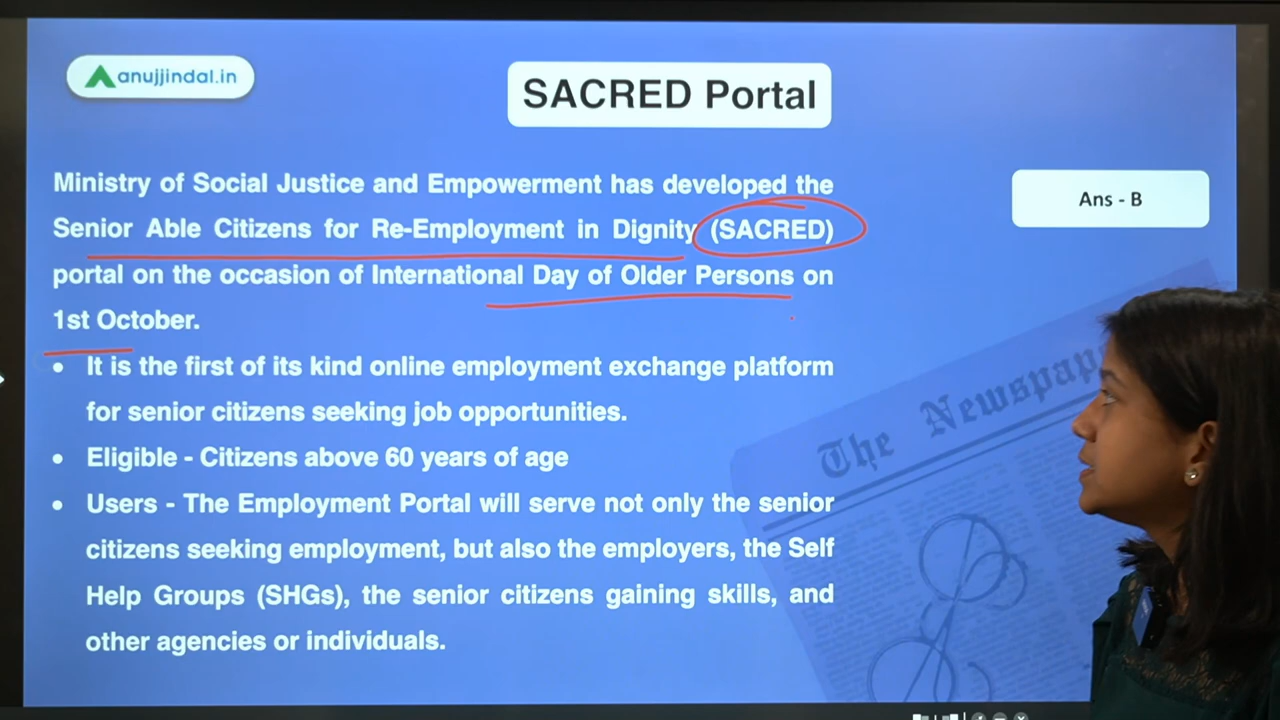 anujjindal.in
SACRED Portal
Ministry of Social Justice and Empowerment has developed the
Senior Able Citizens for Re-Employment in Dignity (SACRED)
portal on the occasion of International Day of Older Persons on
1st October.
• It is the first of its kind online employment exchange platform
for senior citizens seeking job opportunities.
• Eligible - Citizens above 60 years of age
• Users - The Employment Portal will serve not only the senior
citizens seeking employment, but also the employers, the Self
Help Groups (SHGs), the senior citizens gaining skills, and
other agencies or individuals.
Ans - B
The Newspap